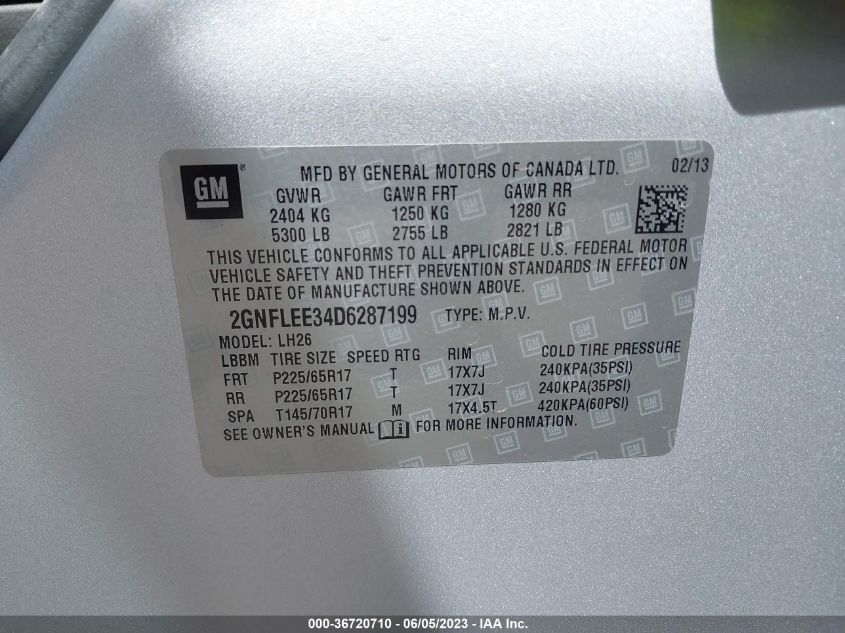 GM ®
MFD BY GENERAL MOTORS OF CANADA LTD. 02/13
GVWR GAWR FRT GAWR RR
2404 KG 1250 KG 1280 KG
5300 LB 2755 LB 2821 LB
THIS VEHICLE CONFORMS TO ALL APPLICABLE U.S. FEDERAL MOTOR
VEHICLE SAFETY AND THEFT PREVENTION STANDARDS IN EFFECT ON
THE DATE OF MANUFACTURE SHOWN ABOVE.
2GNFLEE34D6287199 TYPE: M.P.V.
MODEL: LH26
LBBM TIRE SIZE SPEED RTG RIM COLD TIRE PRESSURE
FRT P225/65R17 T 17X7J 240KPA(35PSI)
RR P225/65R17 T 17X7J 240KPA(35PSI)
SPA T145/70R17 M 17X4.5T 420KPA(60PSI)
SEE OWNER'S MANUAL FOR MORE INFORMATION.
000-36720710 - 06/05/2023 - IAA Inc.